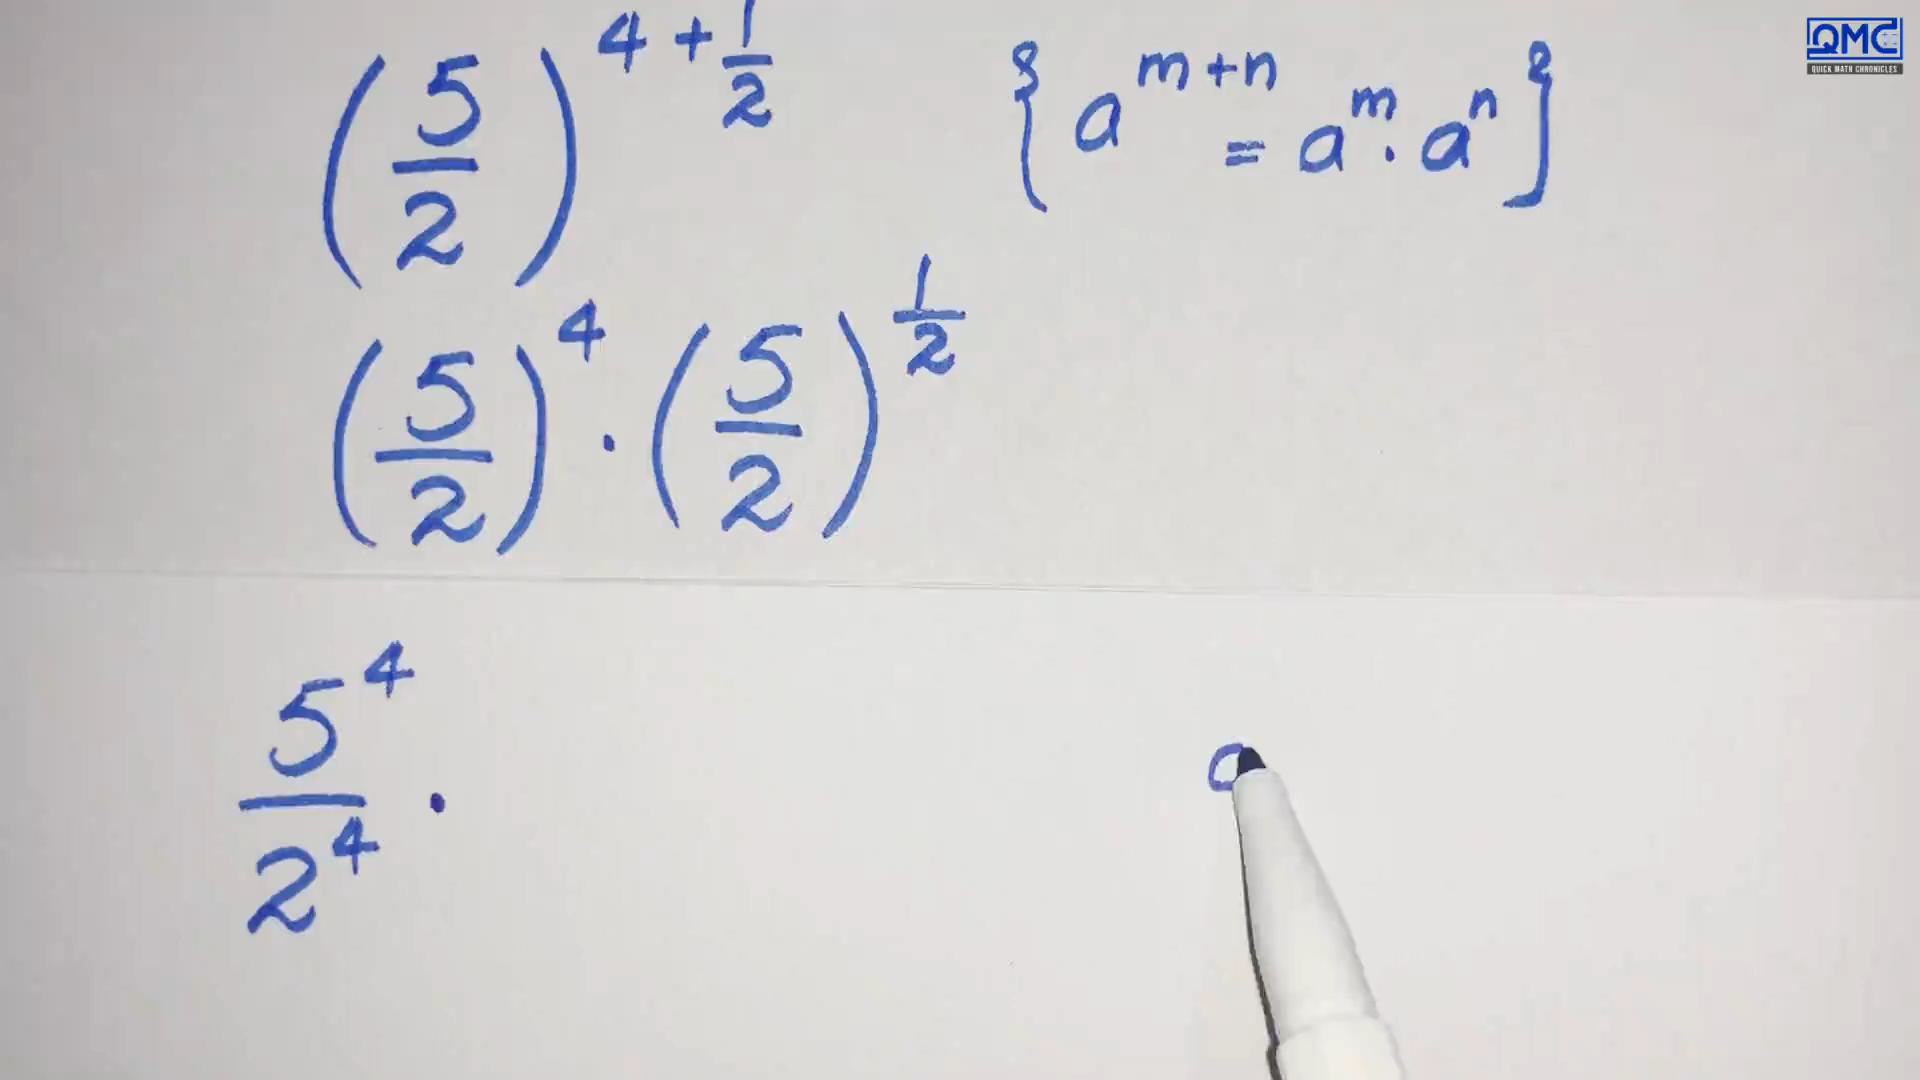 QMC
QUICK MATH CHRONICLES
(5/2)^(4+1/2) {a^(m+n) = a^m · a^n}
(5/2)^4 · (5/2)^(1/2)
5^4/2^4 ·